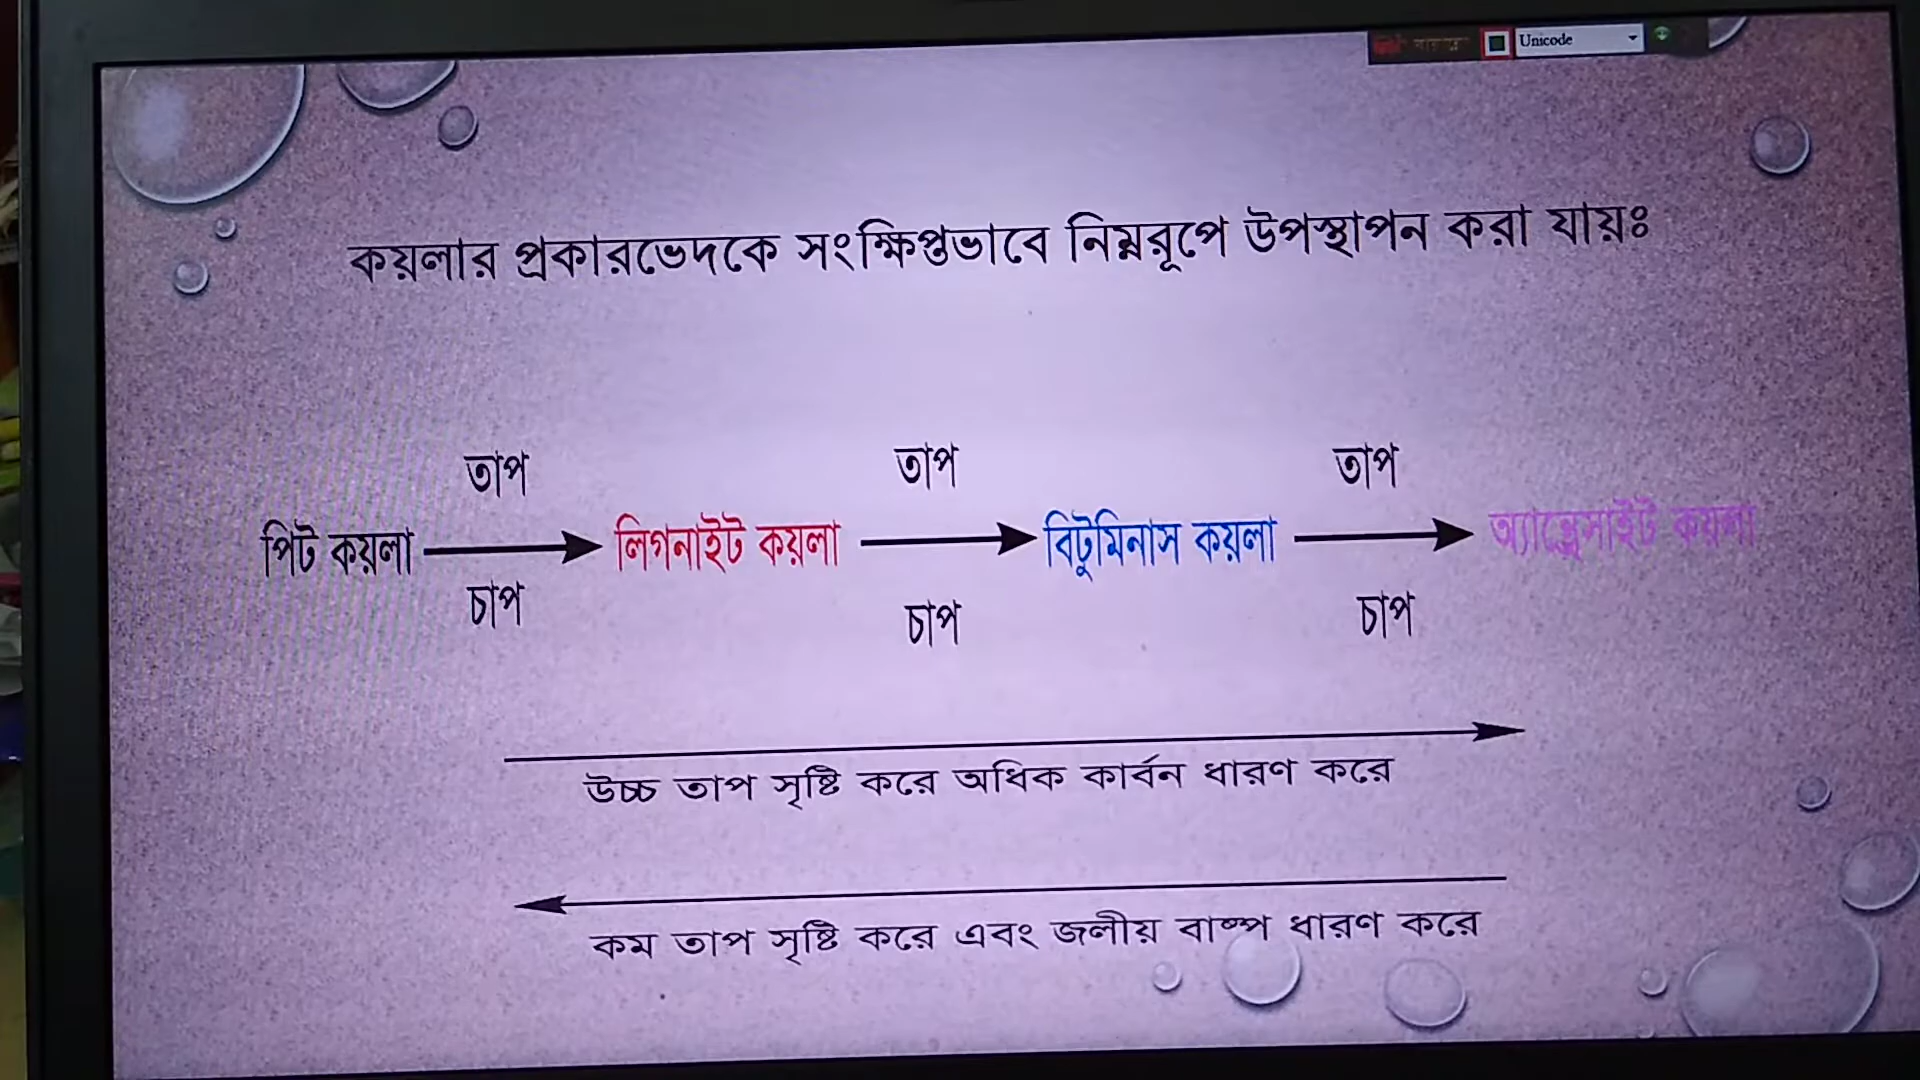 Unicode
কয়লার প্রকারভেদকে সংক্ষিপ্তভাবে নিম্নরূপে উপস্থাপন করা যায়ঃ
তাপ তাপ তাপ
পিট কয়লা লিগনাইট কয়লা বিটুমিনাস কয়লা কয়লা
চাপ চাপ চাপ
উচ্চ তাপ সৃষ্টি করে অধিক কার্বন ধারণ করে
কম তাপ সৃষ্টি করে এবং জলীয় বাষ্প ধারণ করে